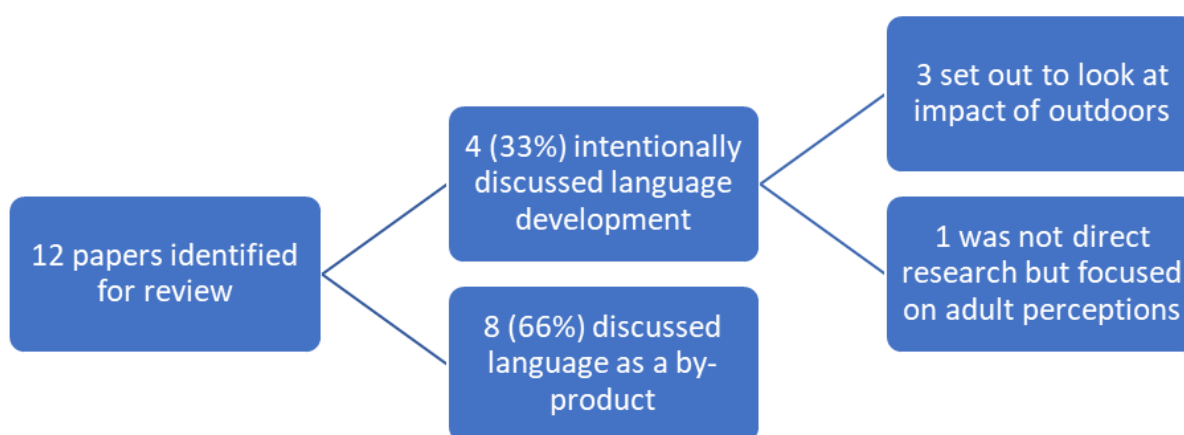 12 papers identified
for review
4 (33%) intentionally
discussed language
development
8 (66%) discussed
language as a by-
product
3 set out to look at
impact of outdoors
1 was not direct
research but focused
on adult perceptions